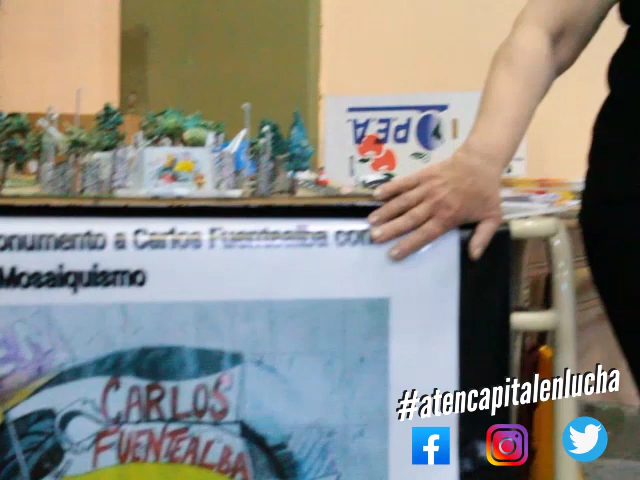 P.E.A.
onumento a Carlos Fuentealba con
Mosaiquismo
CARLOS
FUENTEALBA
#atencapitalenlucha